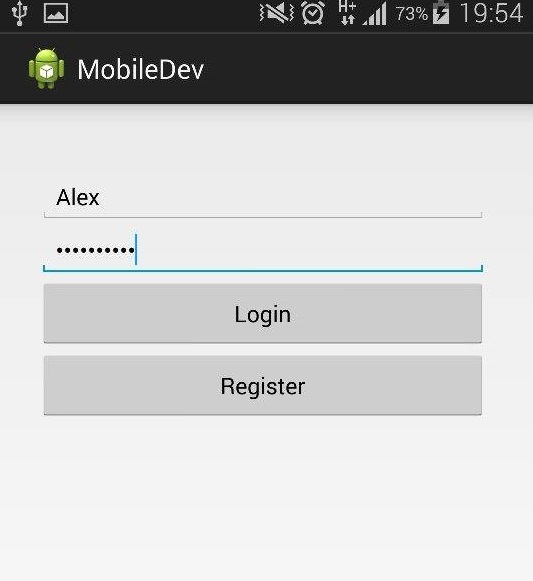 H+ 73% 19:54
MobileDev
Alex
••••••••••
Login
Register